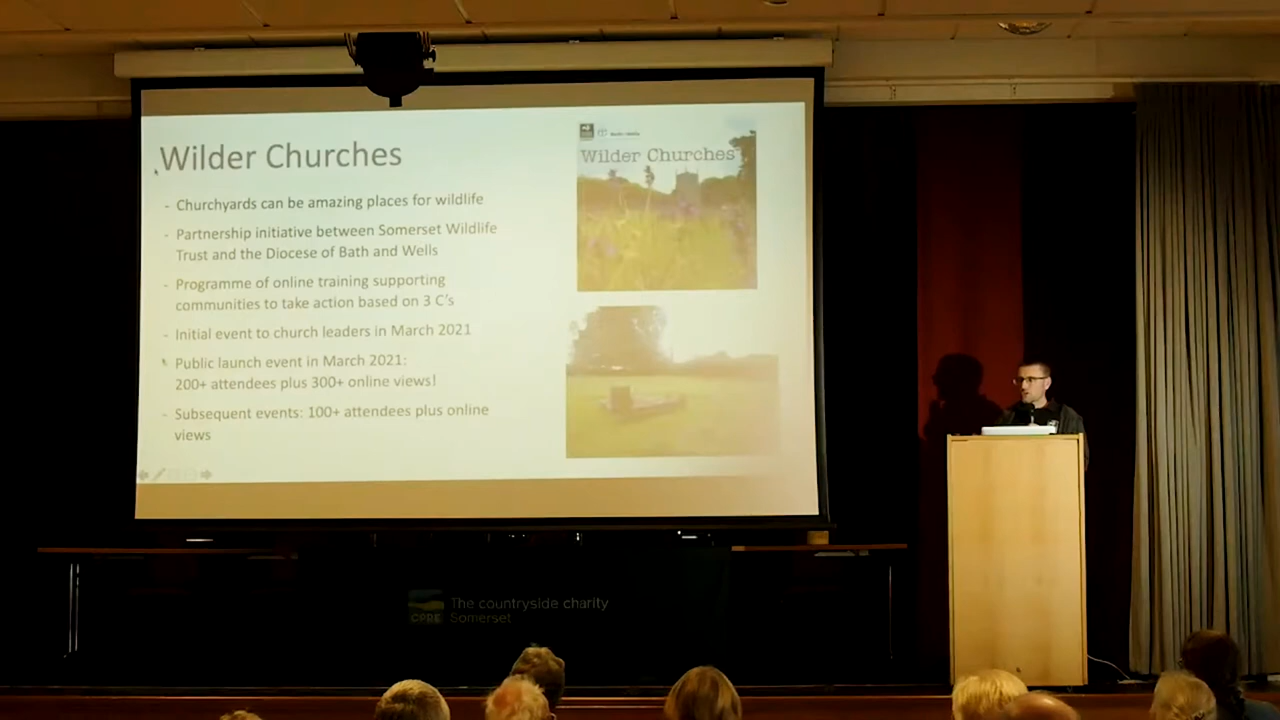 Wilder Churches
- Churchyards can be amazing places for wildlife
- Partnership initiative between Somerset Wildlife
Trust and the Diocese of Bath and Wells
- Programme of online training supporting
communities to take action based on 3 C's
- Initial event to church leaders in March 2021
- Public launch event in March 2021:
200+ attendees plus 300+ online views!
- Subsequent events: 100+ attendees plus online
views
Wilder Churches
CPRE
The countryside charity
Somerset